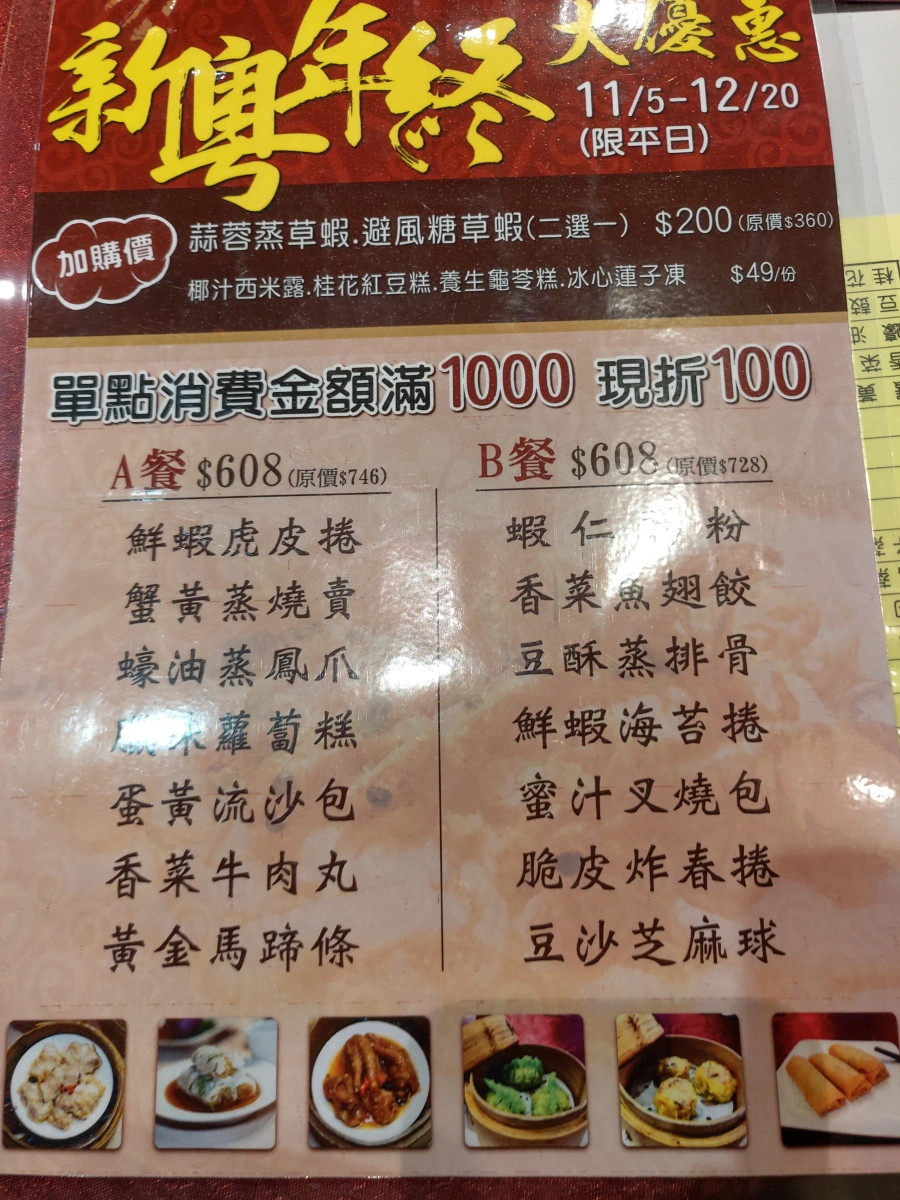 新粵年終大優惠
11/5-12/20
(限平日)
加購價
蒜蓉蒸草蝦.避風糖草蝦(二選一) $200(原價$360)
椰汁西米露.桂花紅豆糕.養生龜苓糕.冰心蓮子凍 $49/份
單點消費金額滿1000 現折100
A餐 $608(原價$746)
鮮蝦虎皮捲
蟹黃蒸燒賣
蠔油蒸鳳爪
臘味蘿蔔糕
蛋黃流沙包
香菜牛肉丸
黃金馬蹄條
B餐 $608(原價$728)
蝦仁 粉
香菜魚翅餃
豆酥蒸排骨
鮮蝦海苔捲
蜜汁叉燒包
脆皮炸春捲
豆沙芝麻球